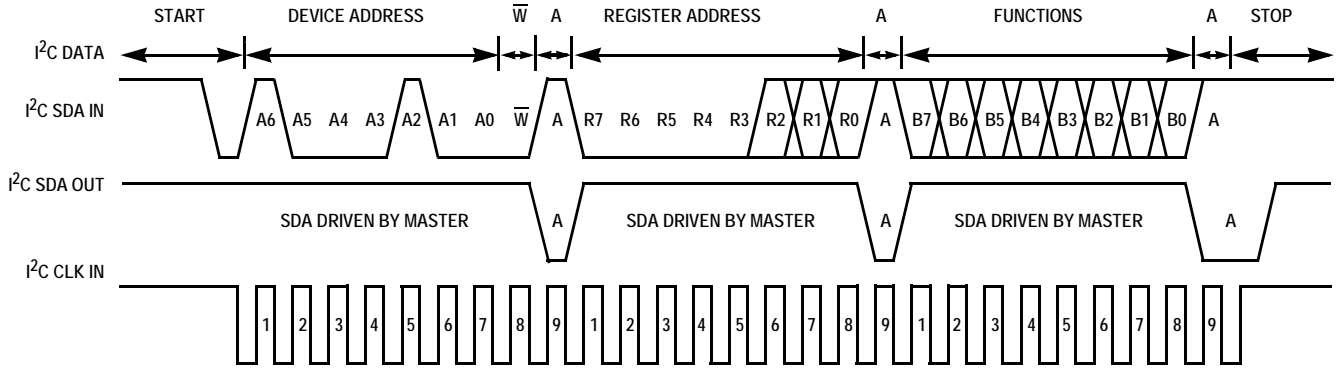 START DEVICE ADDRESS W̅ A REGISTER ADDRESS A FUNCTIONS A STOP
I²C DATA
I²C SDA IN A6 A5 A4 A3 A2 A1 A0 W̅ A R7 R6 R5 R4 R3 R2 R1 R0 A B7 B6 B5 B4 B3 B2 B1 B0 A
I²C SDA OUT
SDA DRIVEN BY MASTER A SDA DRIVEN BY MASTER A SDA DRIVEN BY MASTER A
I²C CLK IN
1 2 3 4 5 6 7 8 9 1 2 3 4 5 6 7 8 9 1 2 3 4 5 6 7 8 9